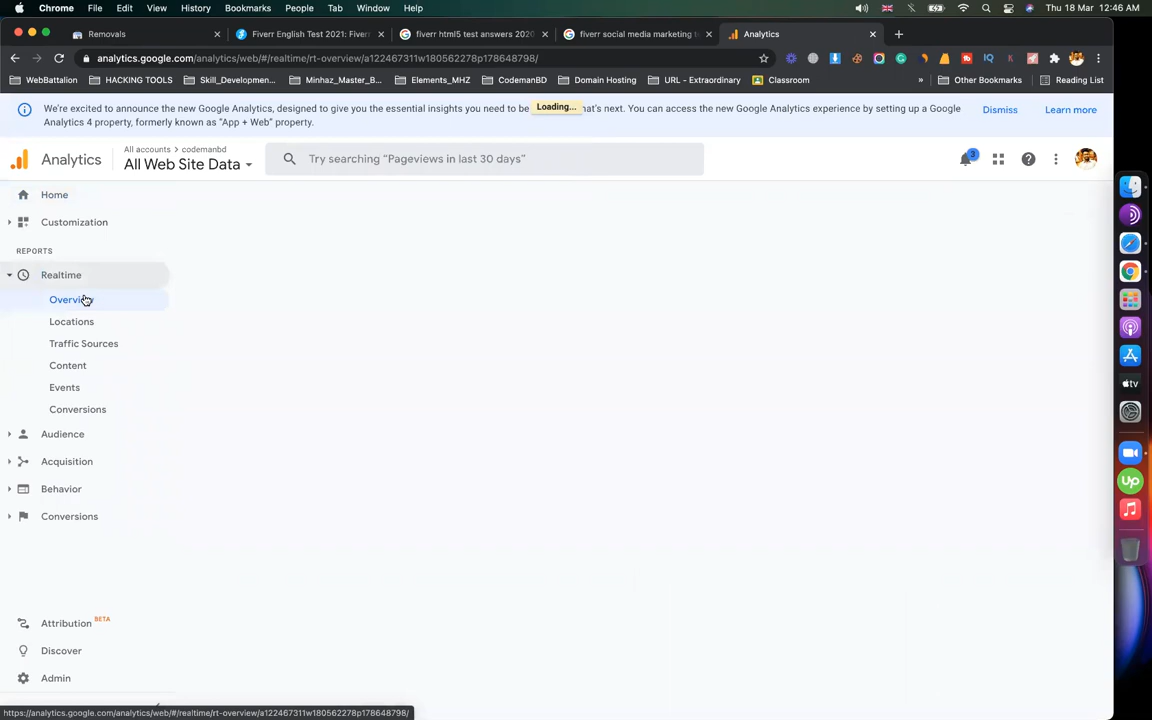 Chrome File Edit View History Bookmarks People Tab Window Help
Thu 18 Mar 12:46 AM
Removals
Fiverr English Test 2021: Fiverr
fiverr html5 test answers 2020
fiverr social media marketing te
Analytics
analytics.google.com/analytics/web/#/realtime/rt-overview/a122467311w180562278p178648798/
WebBattalion HACKING TOOLS Skill_Developmen... Minhaz_Master_B... Elements_MHZ CodemanBD Domain Hosting URL - Extraordinary Classroom » Other Bookmarks Reading List
We're excited to announce the new Google Analytics, designed to give you the essential insights you need to be Loading... hat's next. You can access the new Google Analytics experience by setting up a Google
Analytics 4 property, formerly known as "App + Web" property.
Dismiss Learn more
Analytics
All accounts > codemanbd
All Web Site Data
Try searching "Pageviews in last 30 days"
3
Home
Customization
REPORTS
Realtime
Overview
Locations
Traffic Sources
Content
Events
Conversions
Audience
Acquisition
Behavior
Conversions
Attribution BETA
Discover
Admin
https://analytics.google.com/analytics/web/#/realtime/rt-overview/a122467311w180562278p178648798/
IQ
K
tv
Up